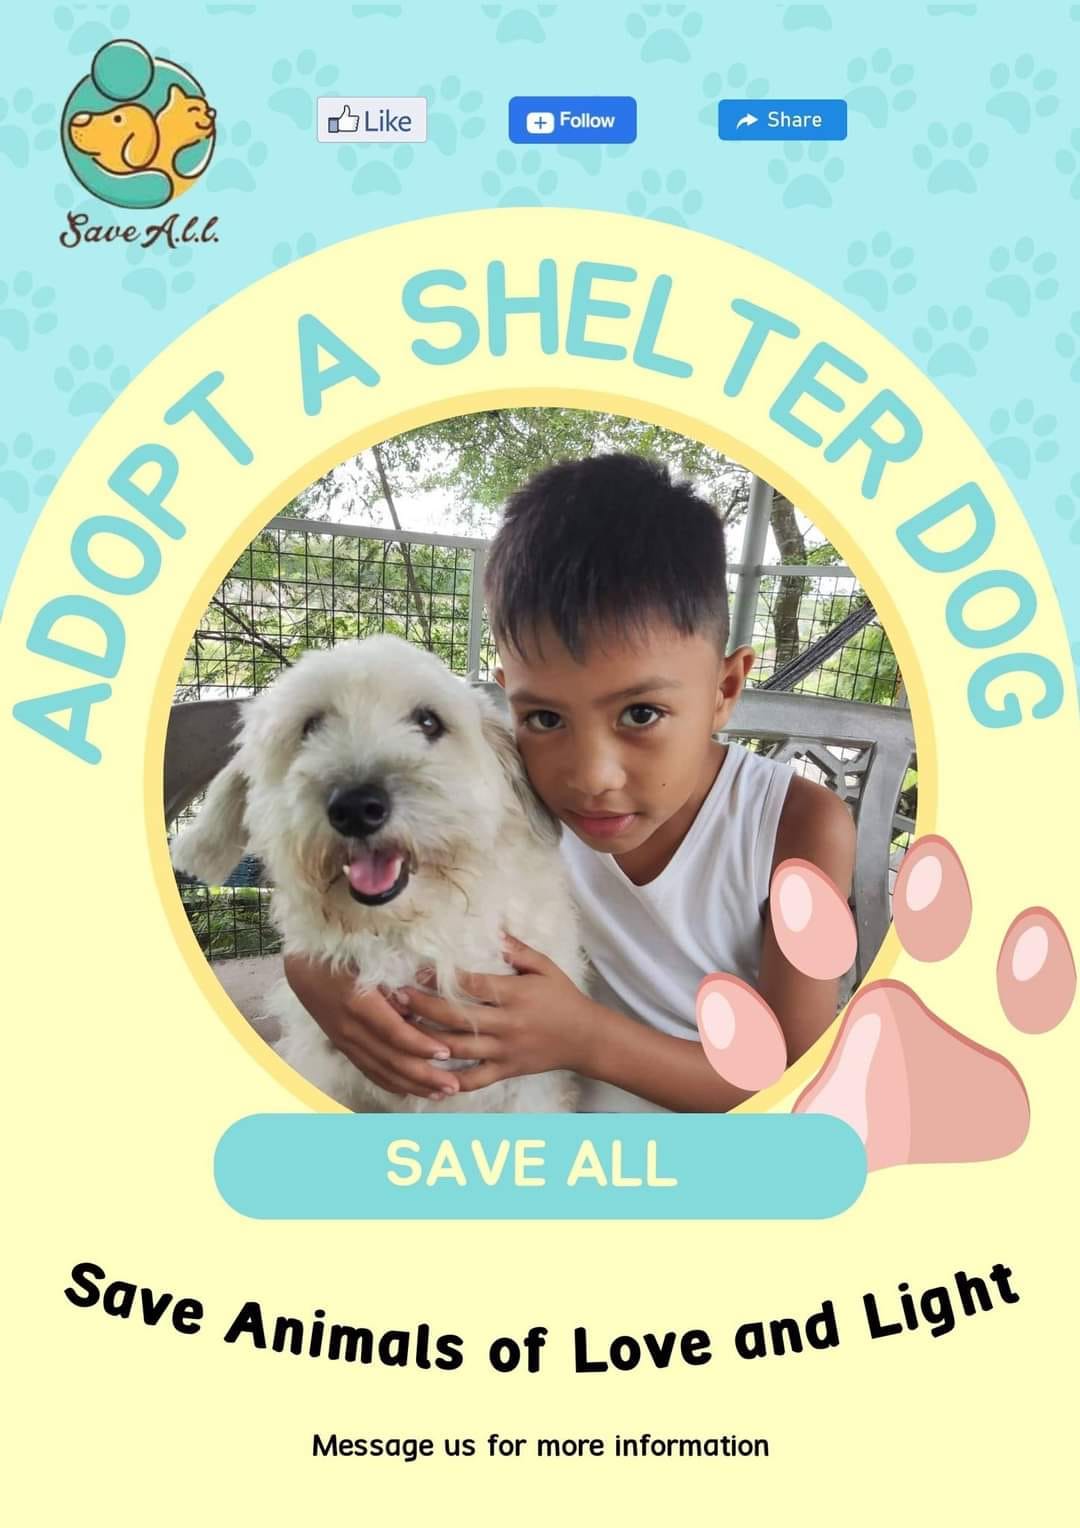 Save A.l.l.
Like
Follow
Share
ADOPT A SHELTER DOG
SAVE ALL
Save Animals of Love and Light
Message us for more information